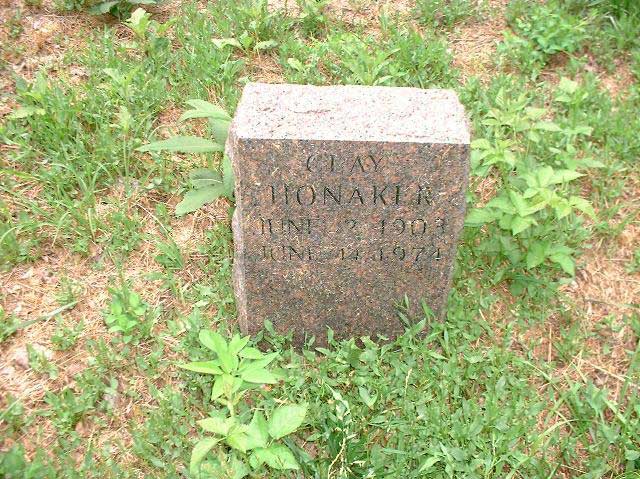 CLAY
HONAKER
JUNE 2, 1903
JUNE 14, 1974